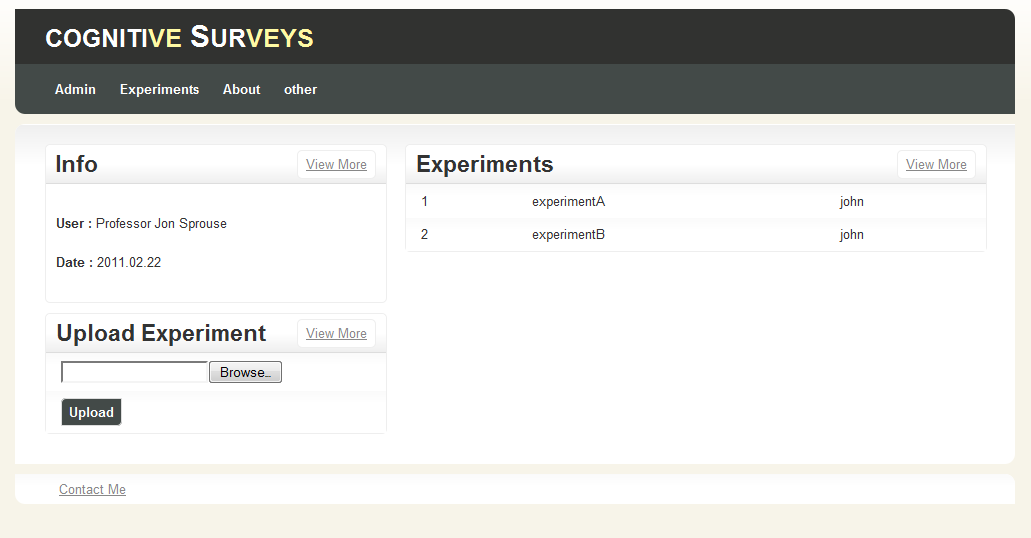 COGNITIVE SURVEYS
Admin Experiments About other
Info View More
User : Professor Jon Sprouse
Date : 2011.02.22
Upload Experiment View More
Browse..
Upload
Experiments View More
1 experimentA john
2 experimentB john
Contact Me